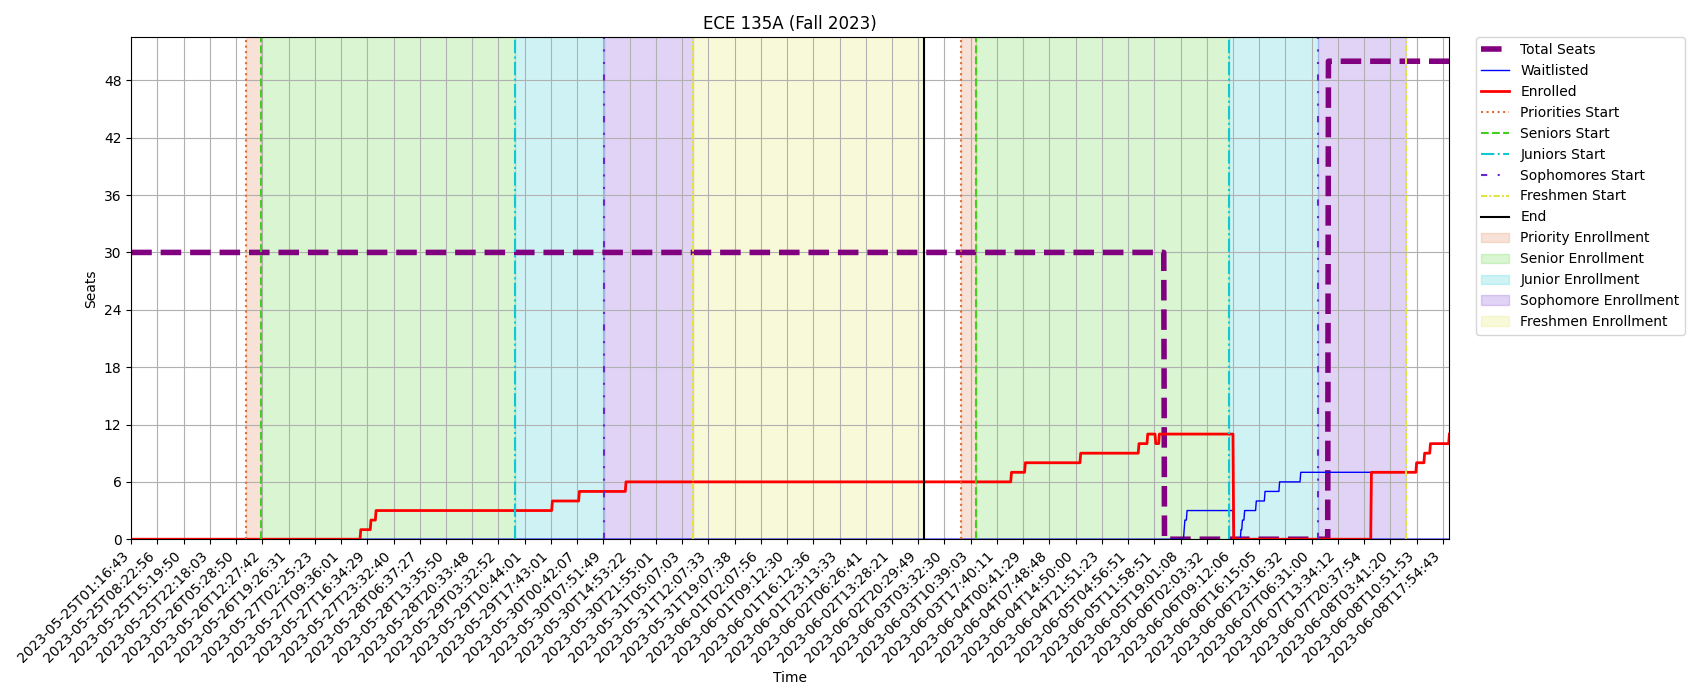 ECE 135A (Fall 2023)
Seats
48
42
36
30
24
18
12
6
0
2023-05-25T01:16:43
2023-05-25T08:22:56
2023-05-25T15:19:50
2023-05-25T22:18:03
2023-05-26T05:28:50
2023-05-26T12:27:42
2023-05-26T19:26:31
2023-05-27T02:25:23
2023-05-27T09:36:01
2023-05-27T16:34:29
2023-05-27T23:32:40
2023-05-28T06:37:27
2023-05-28T13:35:50
2023-05-28T20:33:48
2023-05-29T03:32:52
2023-05-29T10:44:01
2023-05-29T17:43:01
2023-05-30T00:42:07
2023-05-30T07:51:49
2023-05-30T14:53:22
2023-05-30T21:55:01
2023-05-31T05:07:03
2023-05-31T12:07:33
2023-05-31T19:07:38
2023-06-01T02:07:56
2023-06-01T09:12:30
2023-06-01T16:12:36
2023-06-01T23:13:33
2023-06-02T06:26:41
2023-06-02T13:28:21
2023-06-02T20:29:49
2023-06-03T03:32:30
2023-06-03T10:39:03
2023-06-03T17:40:11
2023-06-04T00:41:29
2023-06-04T07:48:48
2023-06-04T14:50:00
2023-06-04T21:51:23
2023-06-05T04:56:51
2023-06-05T11:58:51
2023-06-05T19:01:08
2023-06-06T02:03:32
2023-06-06T09:12:06
2023-06-06T16:15:05
2023-06-06T23:16:32
2023-06-07T06:31:00
2023-06-07T13:34:12
2023-06-07T20:37:54
2023-06-08T03:41:20
2023-06-08T10:51:53
2023-06-08T17:54:43
Time
Total Seats
Waitlisted
Enrolled
Priorities Start
Seniors Start
Juniors Start
Sophomores Start
Freshmen Start
End
Priority Enrollment
Senior Enrollment
Junior Enrollment
Sophomore Enrollment
Freshmen Enrollment